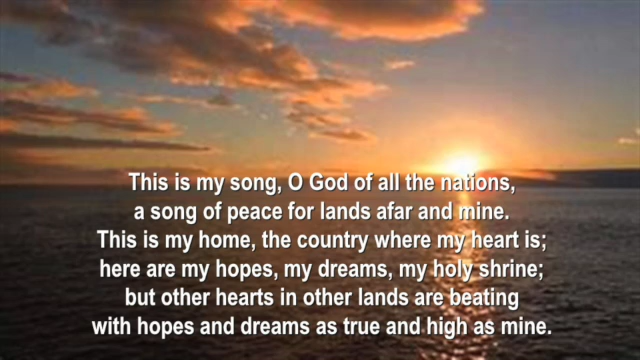 This is my song, O God of all the nations,
a song of peace for lands afar and mine.
This is my home, the country where my heart is;
here are my hopes, my dreams, my holy shrine;
but other hearts in other lands are beating
with hopes and dreams as true and high as mine.